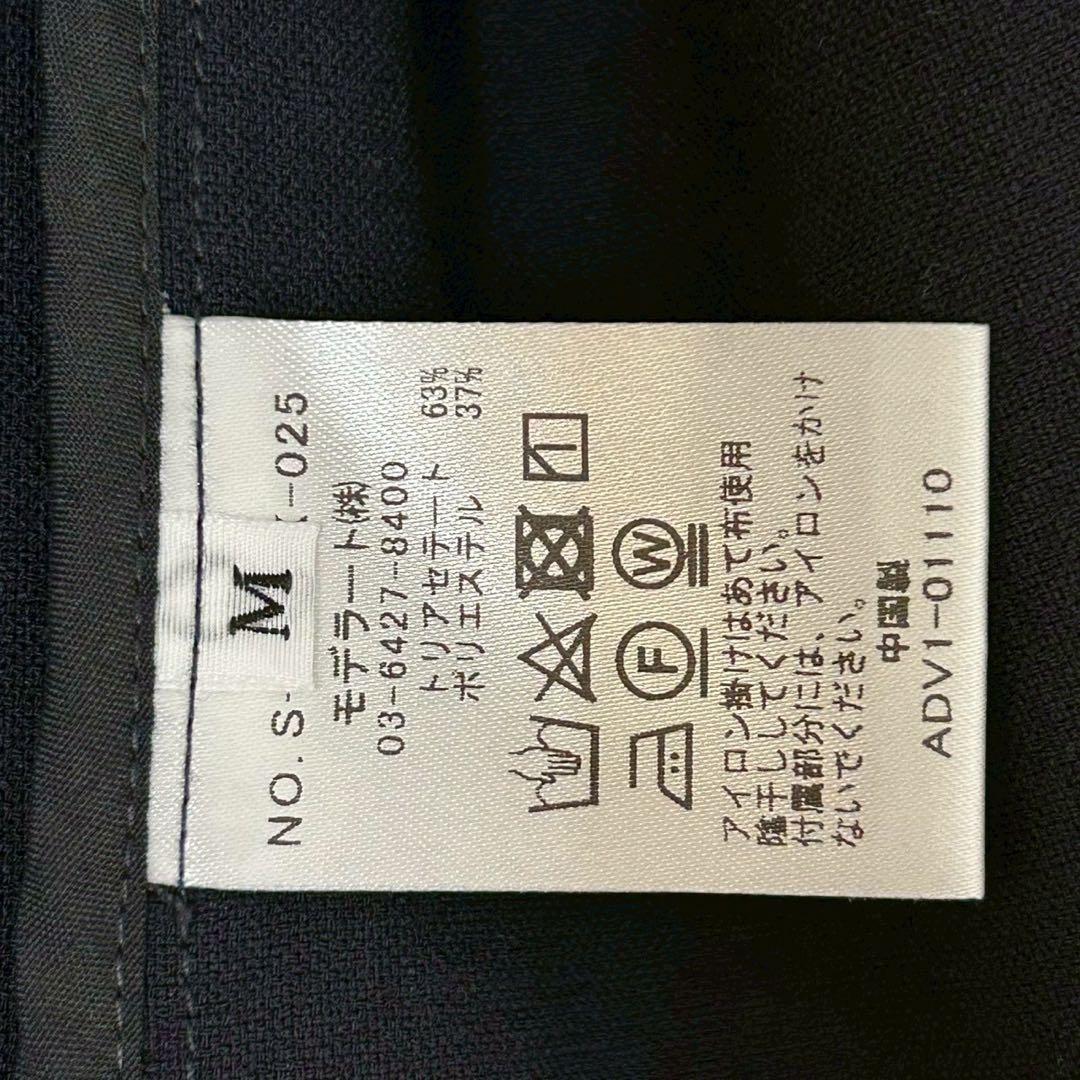 M
NO.S-
-025
モデラート(株)
03-6427-8400
トリアセテート 63%
ポリエステル 37%
F W
アイロン掛けはあて布使用
陰干ししてください。
付属部分には、アイロンをかけ
ないでください。
中国製
ADV1-01110